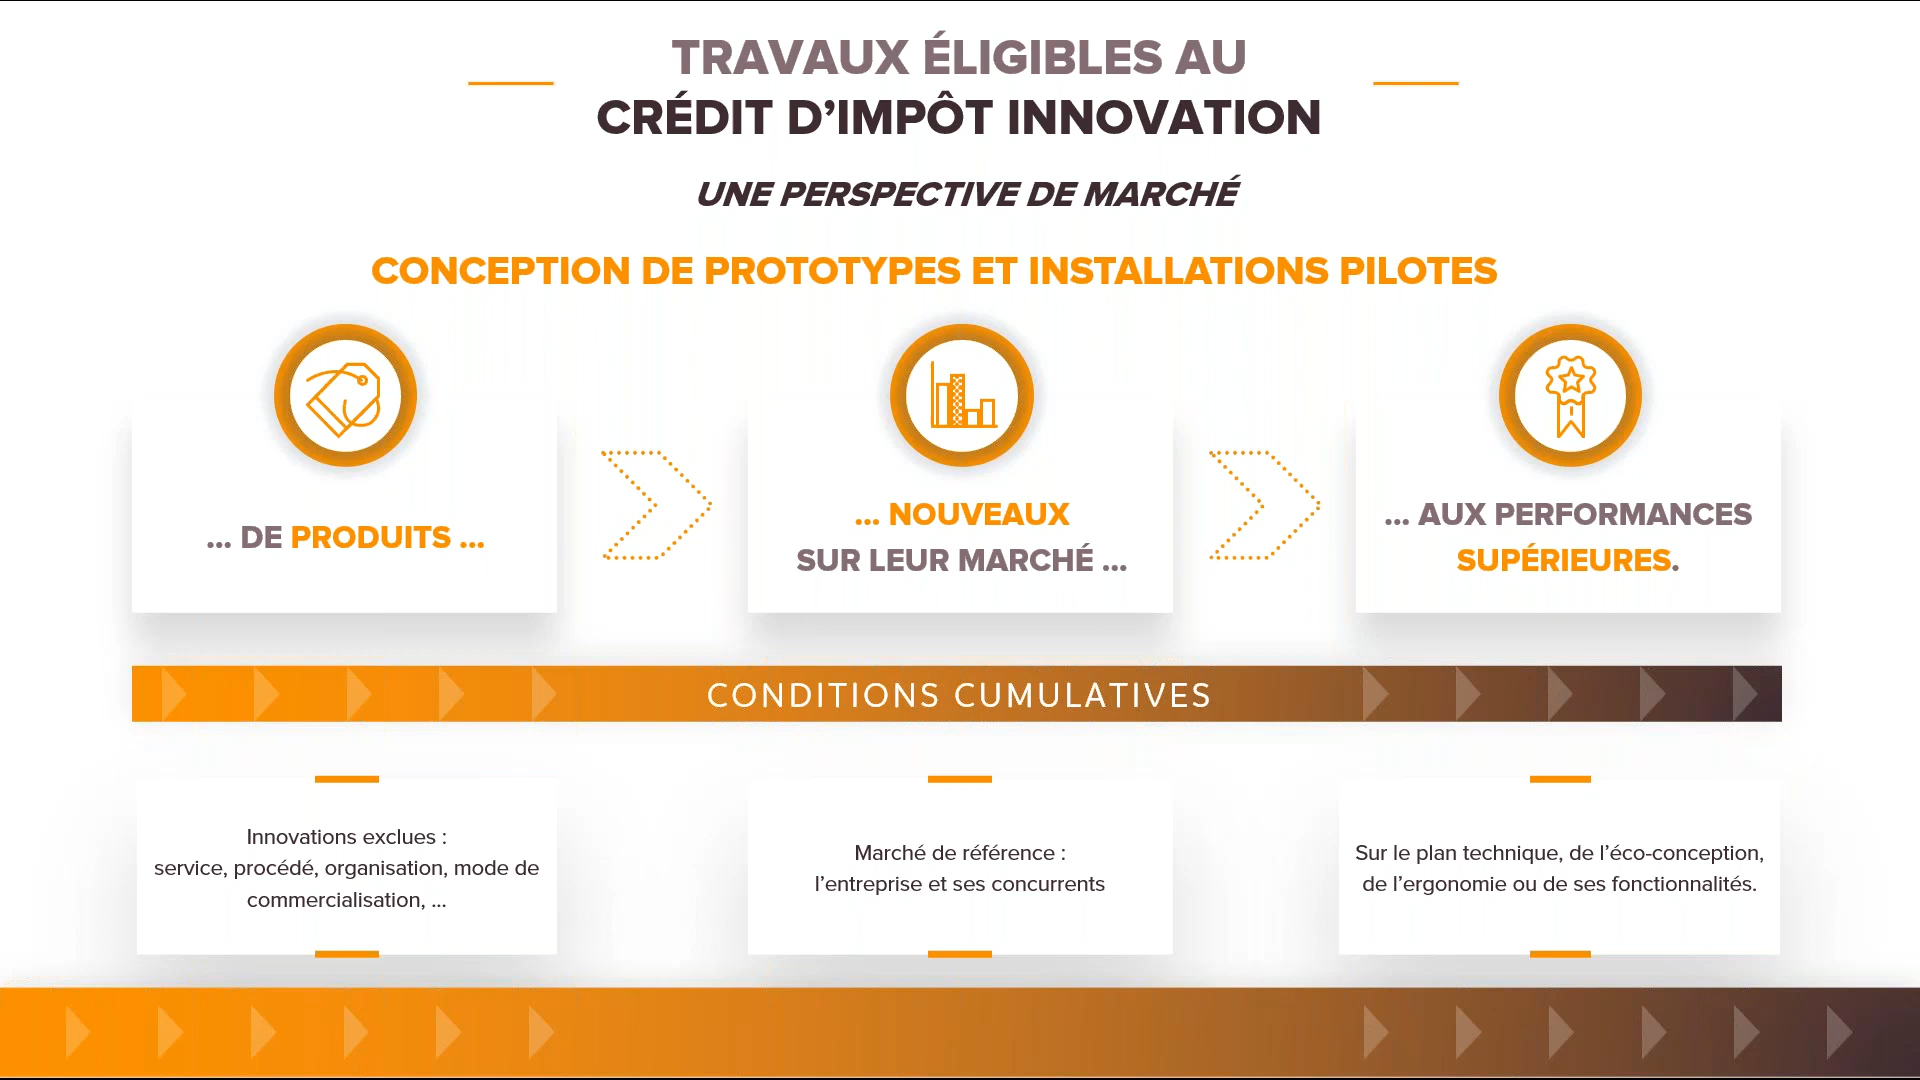 TRAVAUX ÉLIGIBLES AU
CRÉDIT D’IMPÔT INNOVATION
UNE PERSPECTIVE DE MARCHÉ
CONCEPTION DE PROTOTYPES ET INSTALLATIONS PILOTES
... DE PRODUITS ...
... NOUVEAUX
SUR LEUR MARCHÉ ...
... AUX PERFORMANCES
SUPÉRIEURES.
CONDITIONS CUMULATIVES
Innovations exclues :
service, procédé, organisation, mode de
commercialisation, ...
Marché de référence :
l’entreprise et ses concurrents
Sur le plan technique, de l’éco-conception,
de l’ergonomie ou de ses fonctionnalités.